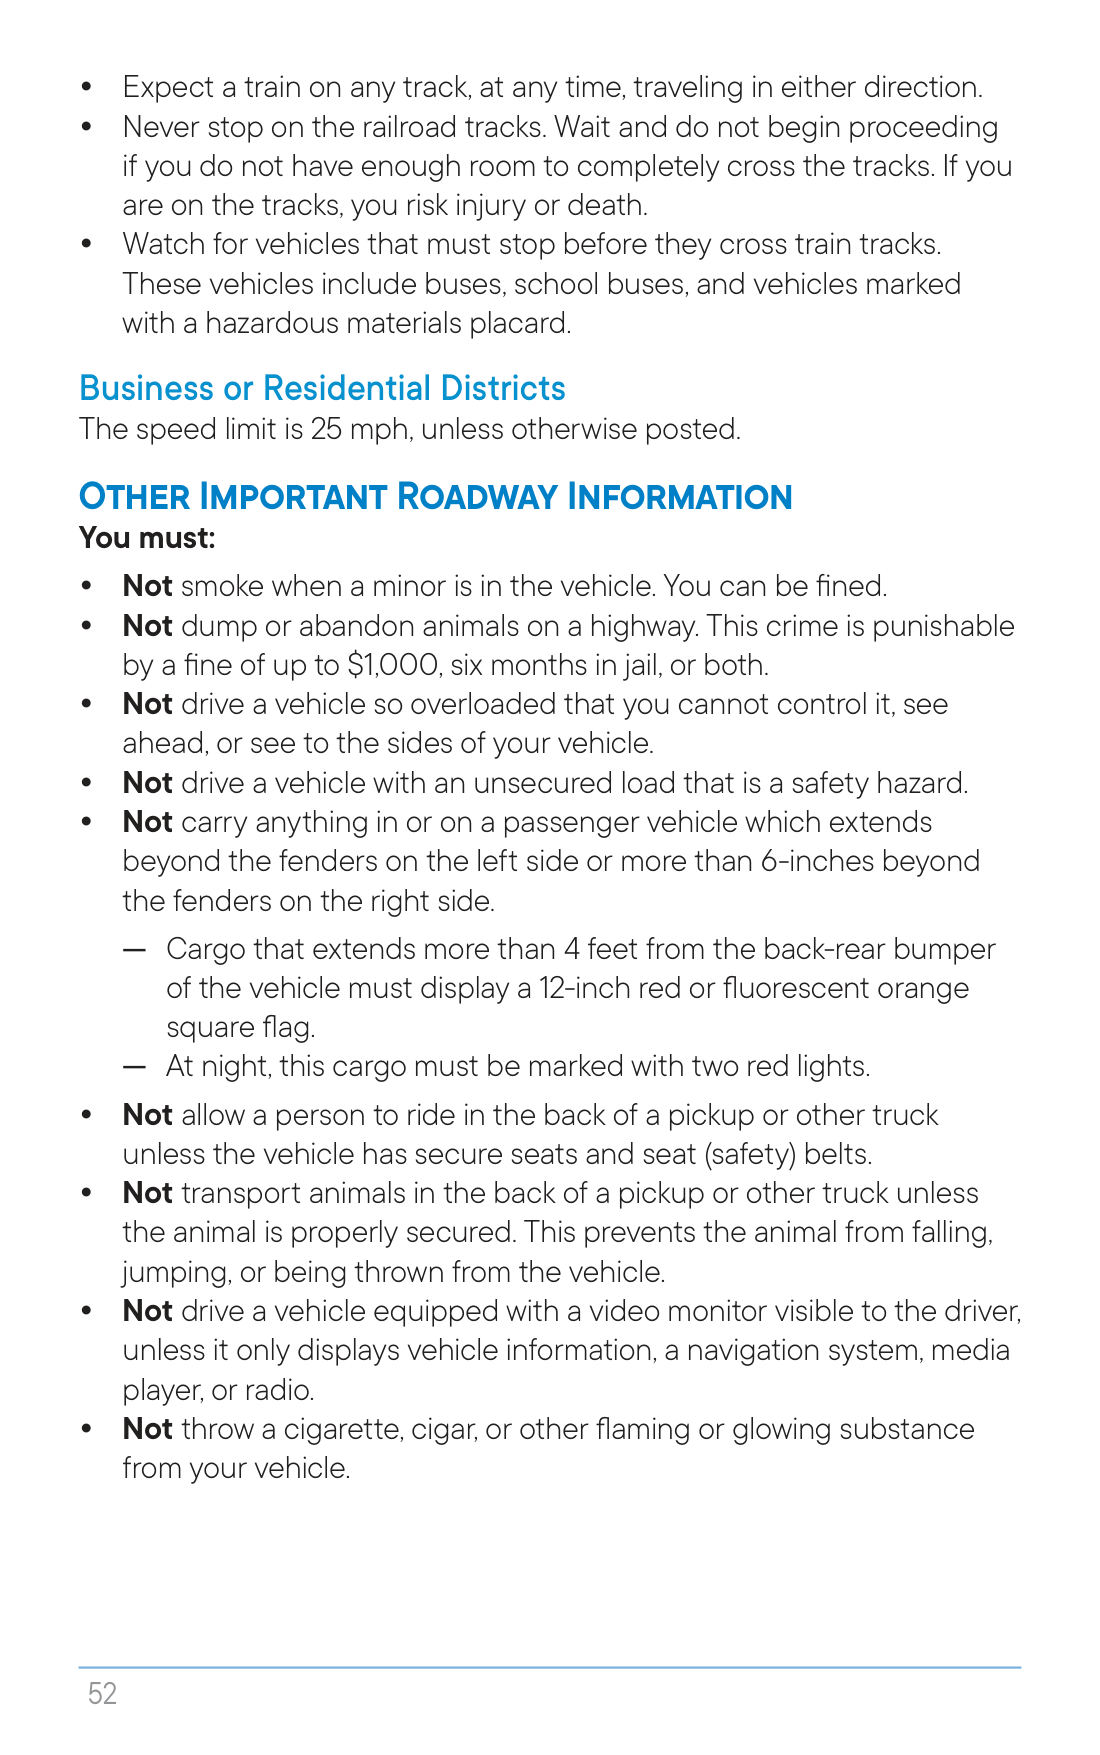 • Expect a train on any track, at any time, traveling in either direction.
• Never stop on the railroad tracks. Wait and do not begin proceeding
if you do not have enough room to completely cross the tracks. If you
are on the tracks, you risk injury or death.
• Watch for vehicles that must stop before they cross train tracks.
These vehicles include buses, school buses, and vehicles marked
with a hazardous materials placard.
Business or Residential Districts
The speed limit is 25 mph, unless otherwise posted.
OTHER IMPORTANT ROADWAY INFORMATION
You must:
• Not smoke when a minor is in the vehicle. You can be fined.
• Not dump or abandon animals on a highway. This crime is punishable
by a fine of up to $1,000, six months in jail, or both.
• Not drive a vehicle so overloaded that you cannot control it, see
ahead, or see to the sides of your vehicle.
• Not drive a vehicle with an unsecured load that is a safety hazard.
• Not carry anything in or on a passenger vehicle which extends
beyond the fenders on the left side or more than 6-inches beyond
the fenders on the right side.
— Cargo that extends more than 4 feet from the back-rear bumper
of the vehicle must display a 12-inch red or fluorescent orange
square flag.
— At night, this cargo must be marked with two red lights.
• Not allow a person to ride in the back of a pickup or other truck
unless the vehicle has secure seats and seat (safety) belts.
• Not transport animals in the back of a pickup or other truck unless
the animal is properly secured. This prevents the animal from falling,
jumping, or being thrown from the vehicle.
• Not drive a vehicle equipped with a video monitor visible to the driver,
unless it only displays vehicle information, a navigation system, media
player, or radio.
• Not throw a cigarette, cigar, or other flaming or glowing substance
from your vehicle.
52